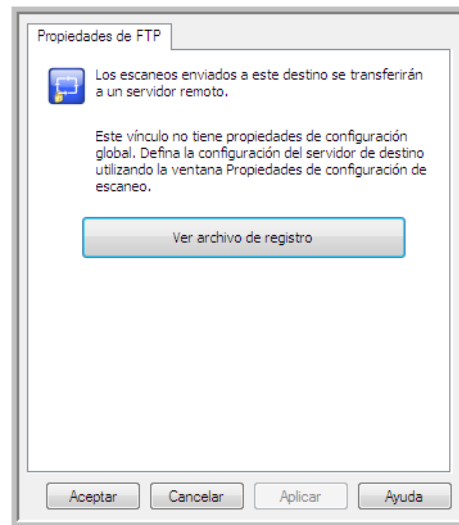 Propiedades de FTP
Los escaneos enviados a este destino se transferirán
a un servidor remoto.
Este vínculo no tiene propiedades de configuración
global. Defina la configuración del servidor de destino
utilizando la ventana Propiedades de configuración de
escaneo.
Ver archivo de registro
Aceptar Cancelar Aplicar Ayuda